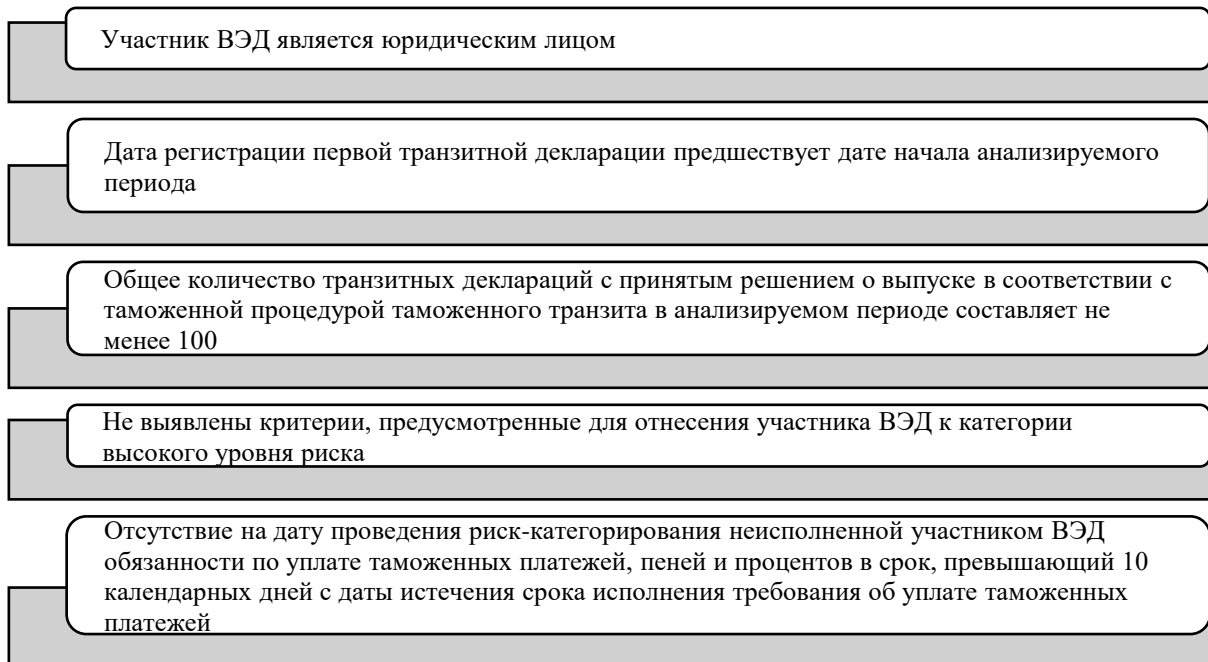 Участник ВЭД является юридическим лицом
Дата регистрации первой транзитной декларации предшествует дате начала анализируемого
периода
Общее количество транзитных деклараций с принятым решением о выпуске в соответствии с
таможенной процедурой таможенного транзита в анализируемом периоде составляет не
менее 100
Не выявлены критерии, предусмотренные для отнесения участника ВЭД к категории
высокого уровня риска
Отсутствие на дату проведения риск-категорирования неисполненной участником ВЭД
обязанности по уплате таможенных платежей, пеней и процентов в срок, превышающий 10
календарных дней с даты истечения срока исполнения требования об уплате таможенных
платежей